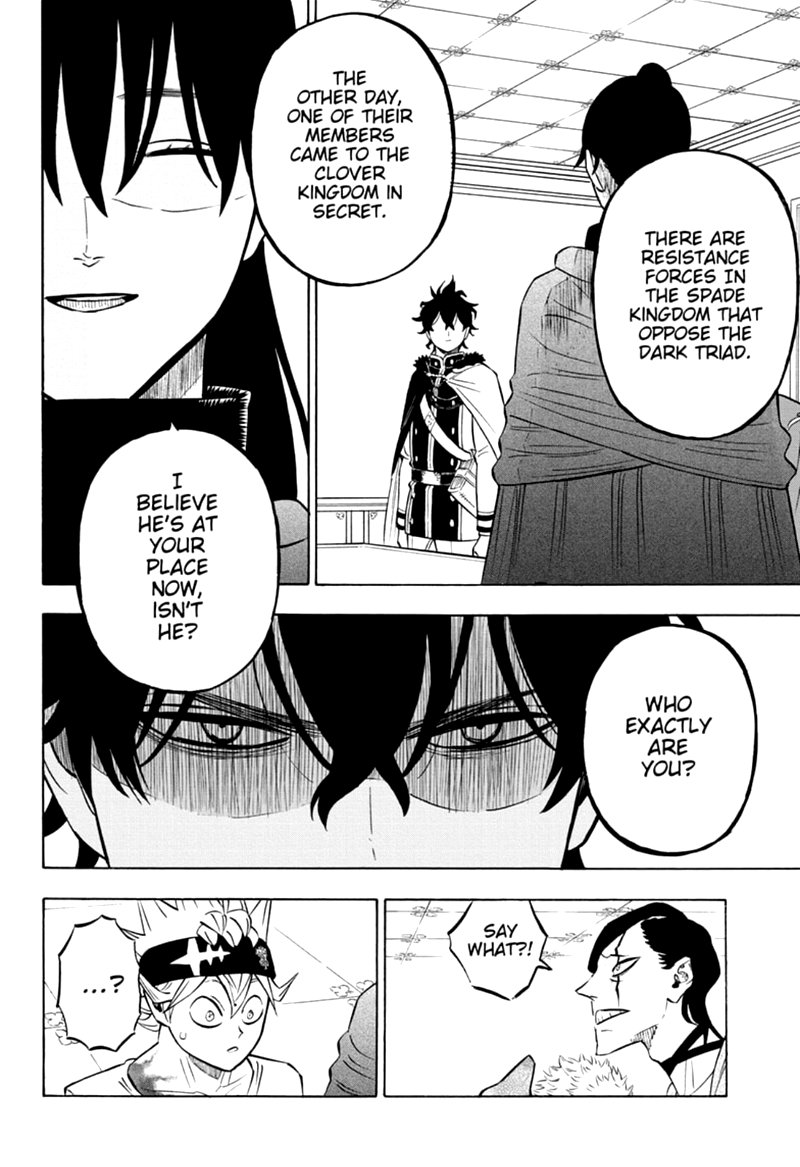 THERE ARE
RESISTANCE
FORCES IN
THE SPADE
KINGDOM THAT
OPPOSE THE
DARK TRIAD.
THE
OTHER DAY,
ONE OF THEIR
MEMBERS
CAME TO THE
CLOVER
KINGDOM IN
SECRET.
I
BELIEVE
HE'S AT
YOUR
PLACE
NOW,
ISN'T
HE?
WHO
EXACTLY
ARE
YOU?
SAY
WHAT?!
...?